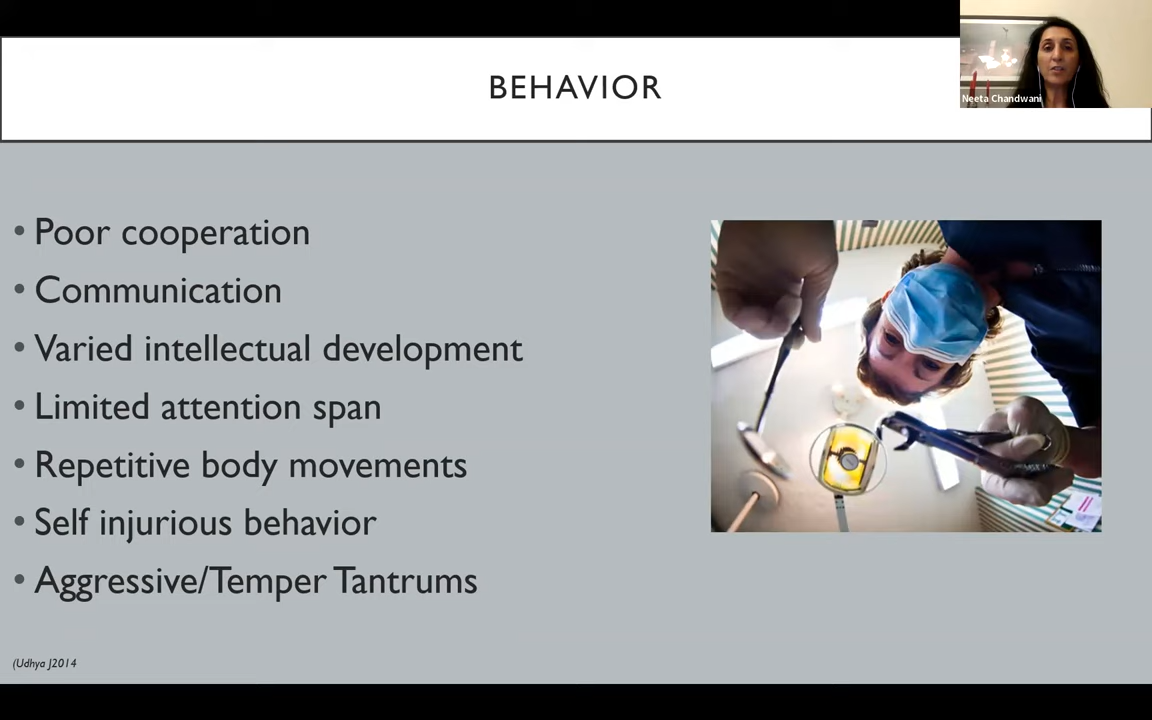 BEHAVIOR
Neeta Chandwani
• Poor cooperation
• Communication
• Varied intellectual development
• Limited attention span
• Repetitive body movements
• Self injurious behavior
• Aggressive/Temper Tantrums
(Udhya J2014